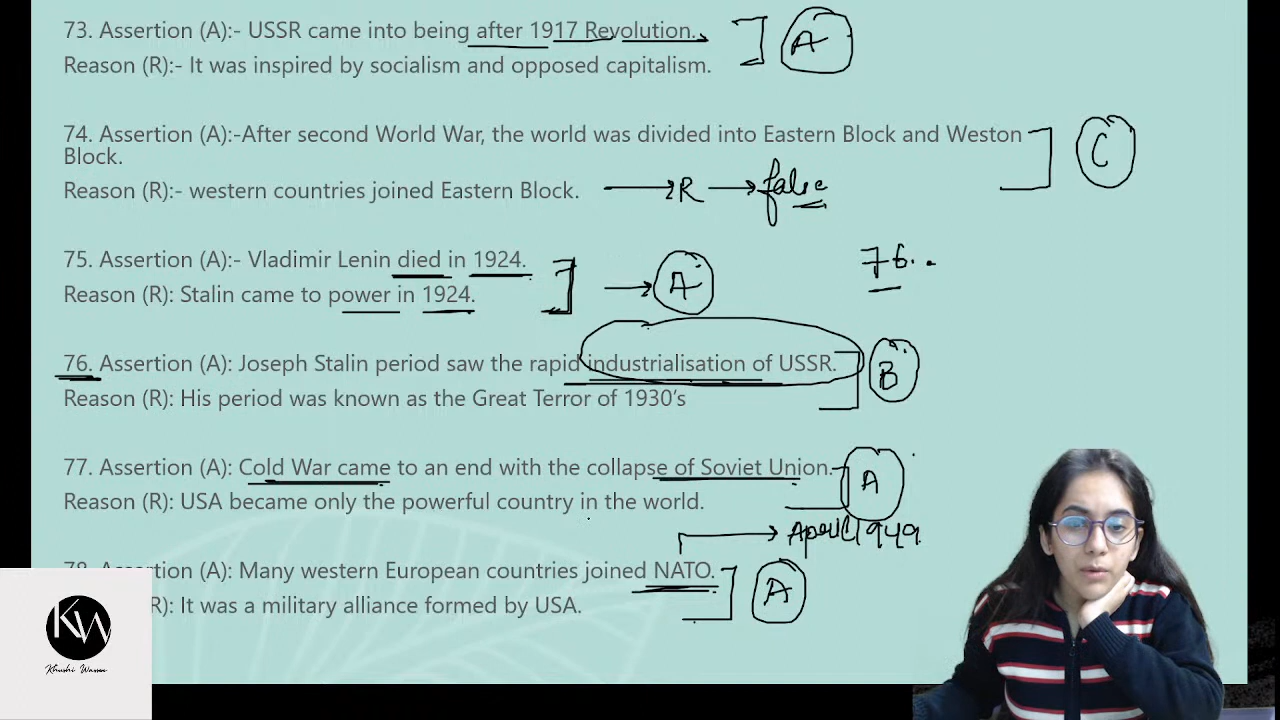 73. Assertion (A):- USSR came into being after 1917 Revolution.
A
Reason (R):- It was inspired by socialism and opposed capitalism.
74. Assertion (A):-After second World War, the world was divided into Eastern Block and Weston
Block.
C
Reason (R):- western countries joined Eastern Block. R false
75. Assertion (A):- Vladimir Lenin died in 1924.
76.
Reason (R): Stalin came to power in 1924.
A
76. Assertion (A): Joseph Stalin period saw the rapid industrialisation of USSR.
B
Reason (R): His period was known as the Great Terror of 1930's
77. Assertion (A): Cold War came to an end with the collapse of Soviet Union.
A
Reason (R): USA became only the powerful country in the world.
April 1949
78. Assertion (A): Many western European countries joined NATO.
A
R): It was a military alliance formed by USA.
KW
Khushi Wassan